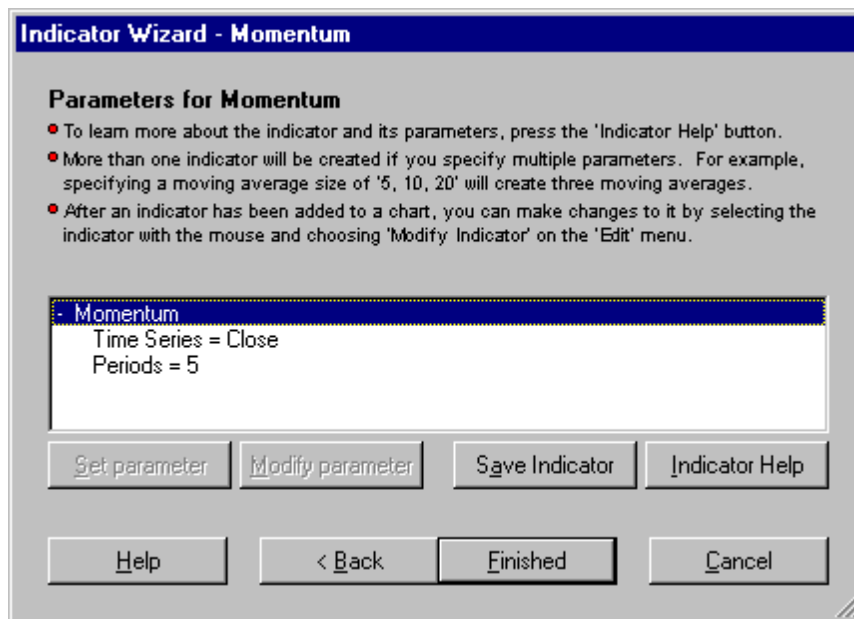 Indicator Wizard - Momentum
Parameters for Momentum
To learn more about the indicator and its parameters, press the 'Indicator Help' button.
More than one indicator will be created if you specify multiple parameters. For example,
specifying a moving average size of '5, 10, 20' will create three moving averages.
After an indicator has been added to a chart, you can make changes to it by selecting the
indicator with the mouse and choosing 'Modify Indicator' on the 'Edit' menu.
- Momentum
Time Series = Close
Periods = 5
Set parameter Modify parameter Save Indicator Indicator Help
Help < Back Finished Cancel